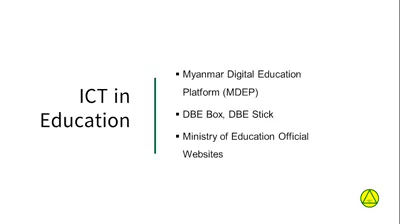 ICT in
Education
▪ Myanmar Digital Education
Platform (MDEP)
▪ DBE Box, DBE Stick
▪ Ministry of Education Official
Websites